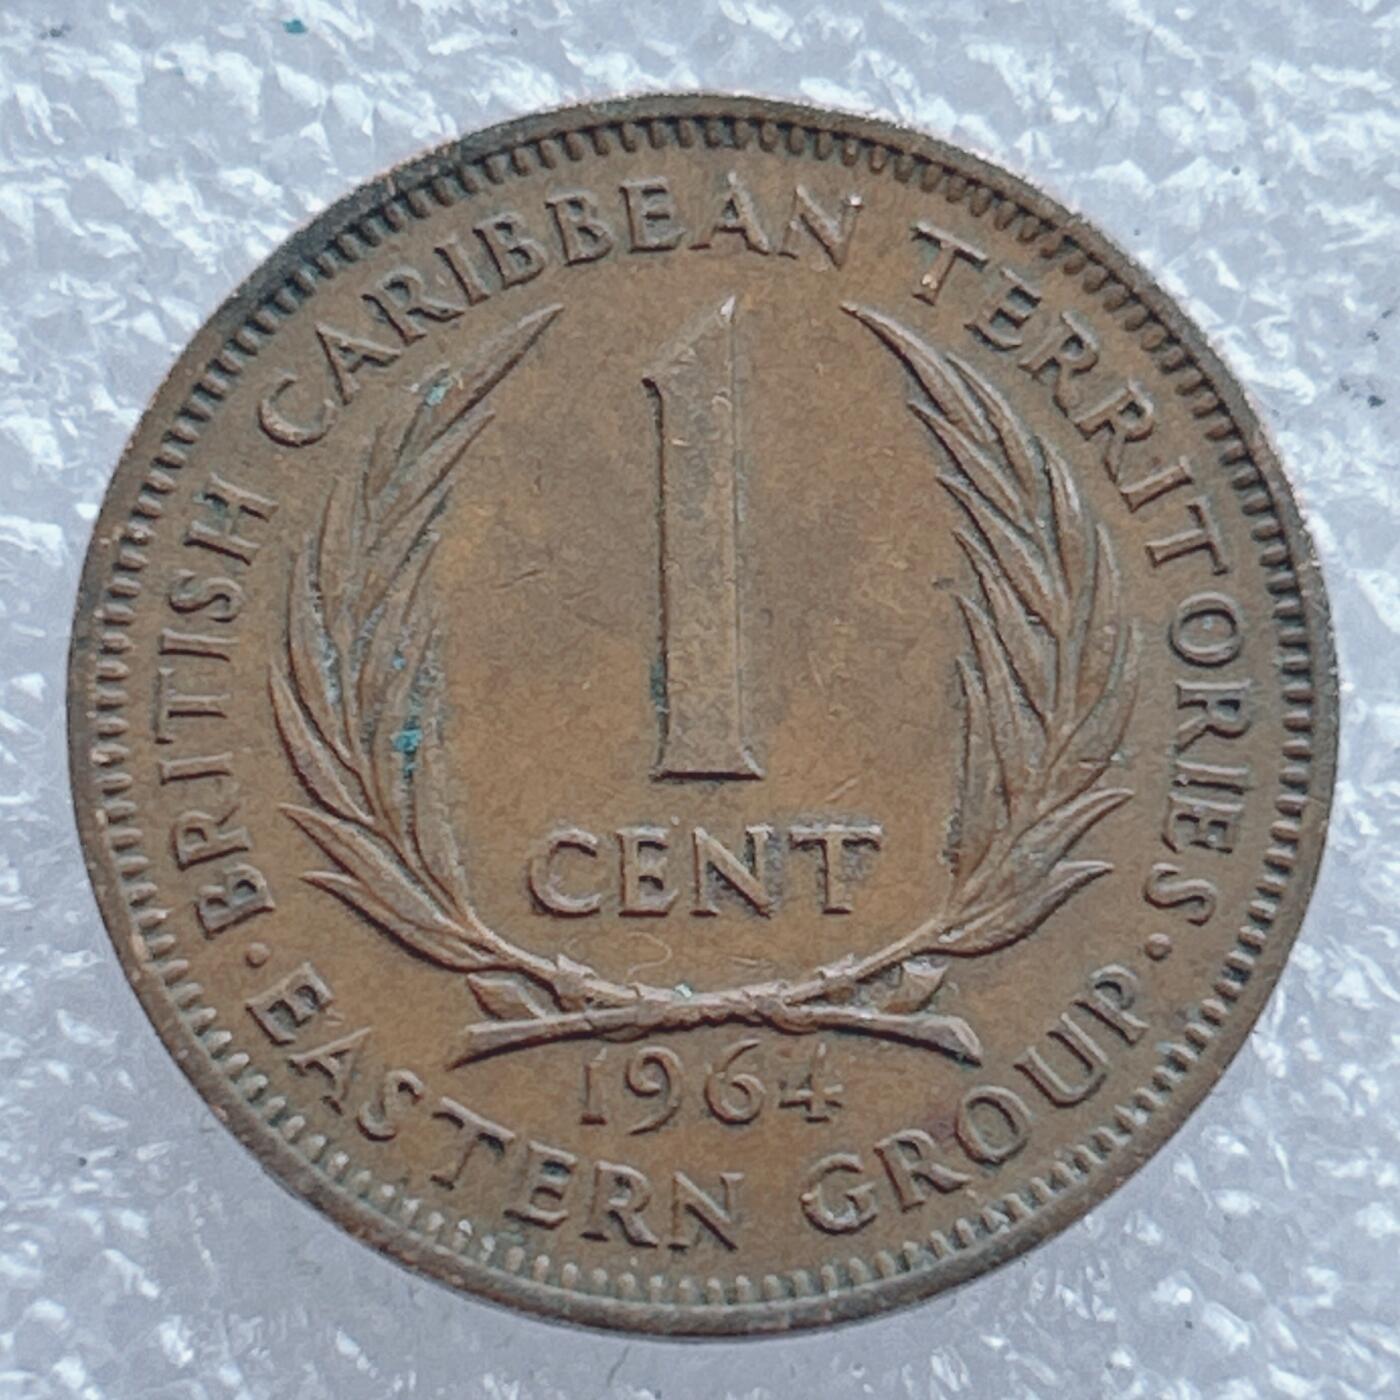 BRITISH CARIBBEAN TERRITORIES
1
CENT
1964
· EASTERN GROUP ·